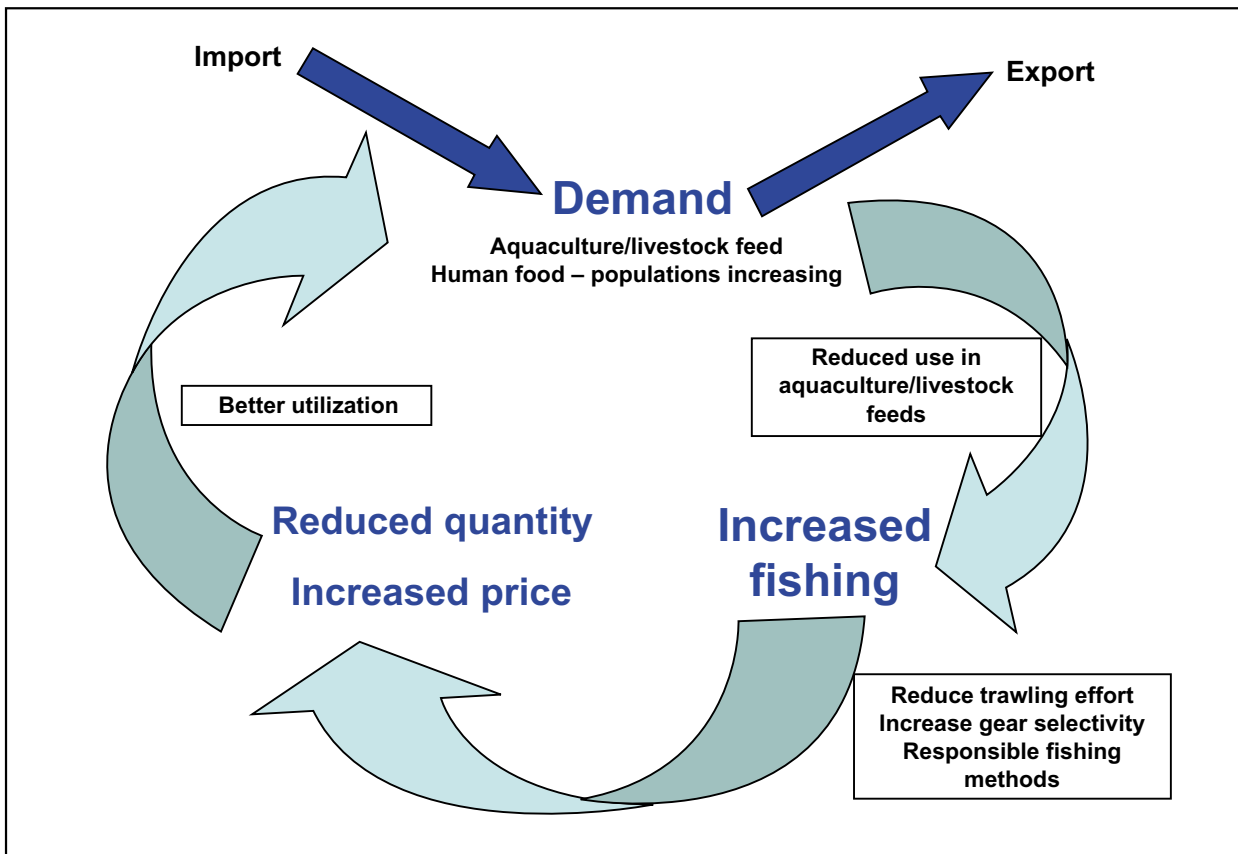 Import
Export
Demand
Aquaculture/livestock feed
Human food – populations increasing
Reduced use in
aquaculture/livestock
feeds
Better utilization
Reduced quantity
Increased price
Increased
fishing
Reduce trawling effort
Increase gear selectivity
Responsible fishing
methods